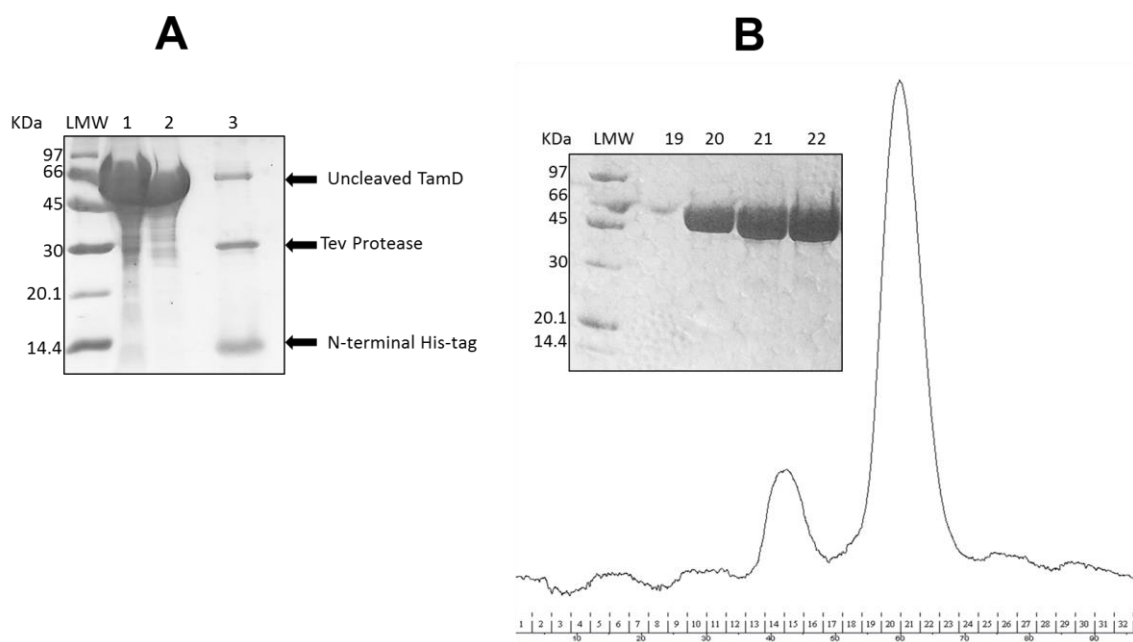 A
B
KDa LMW 1 2 3
97
66
45
30
20.1
14.4
Uncleaved TamD
Tev Protease
N-terminal His-tag
KDa LMW 19 20 21 22
97
66
45
30
20.1
14.4
1 2 3 4 5 6 7 8 9 10 11 12 13 14 15 16 17 18 19 20 21 22 23 24 25 26 27 28 29 30 31 32
10 20 30 40 50 60 70 80 90